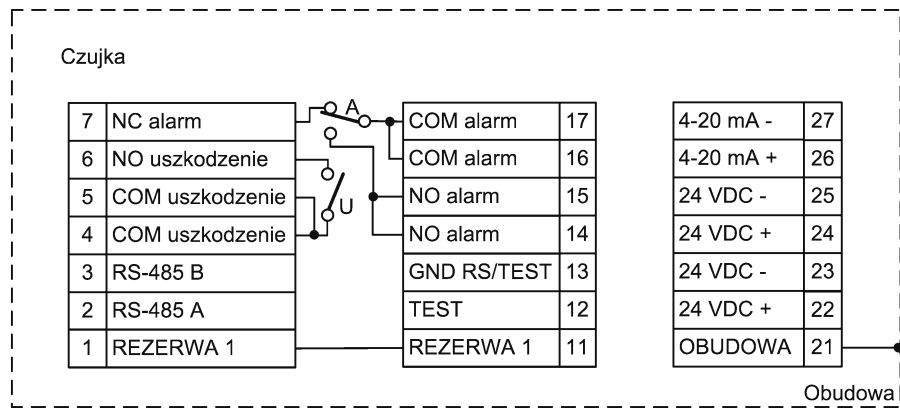 Czujka
7 NC alarm A COM alarm 17 4-20 mA - 27
6 NO uszkodzenie COM alarm 16 4-20 mA + 26
5 COM uszkodzenie U NO alarm 15 24 VDC - 25
4 COM uszkodzenie NO alarm 14 24 VDC + 24
3 RS-485 B GND RS/TEST 13 24 VDC - 23
2 RS-485 A TEST 12 24 VDC + 22
1 REZERWA 1 REZERWA 1 11 OBUDOWA 21
Obudowa